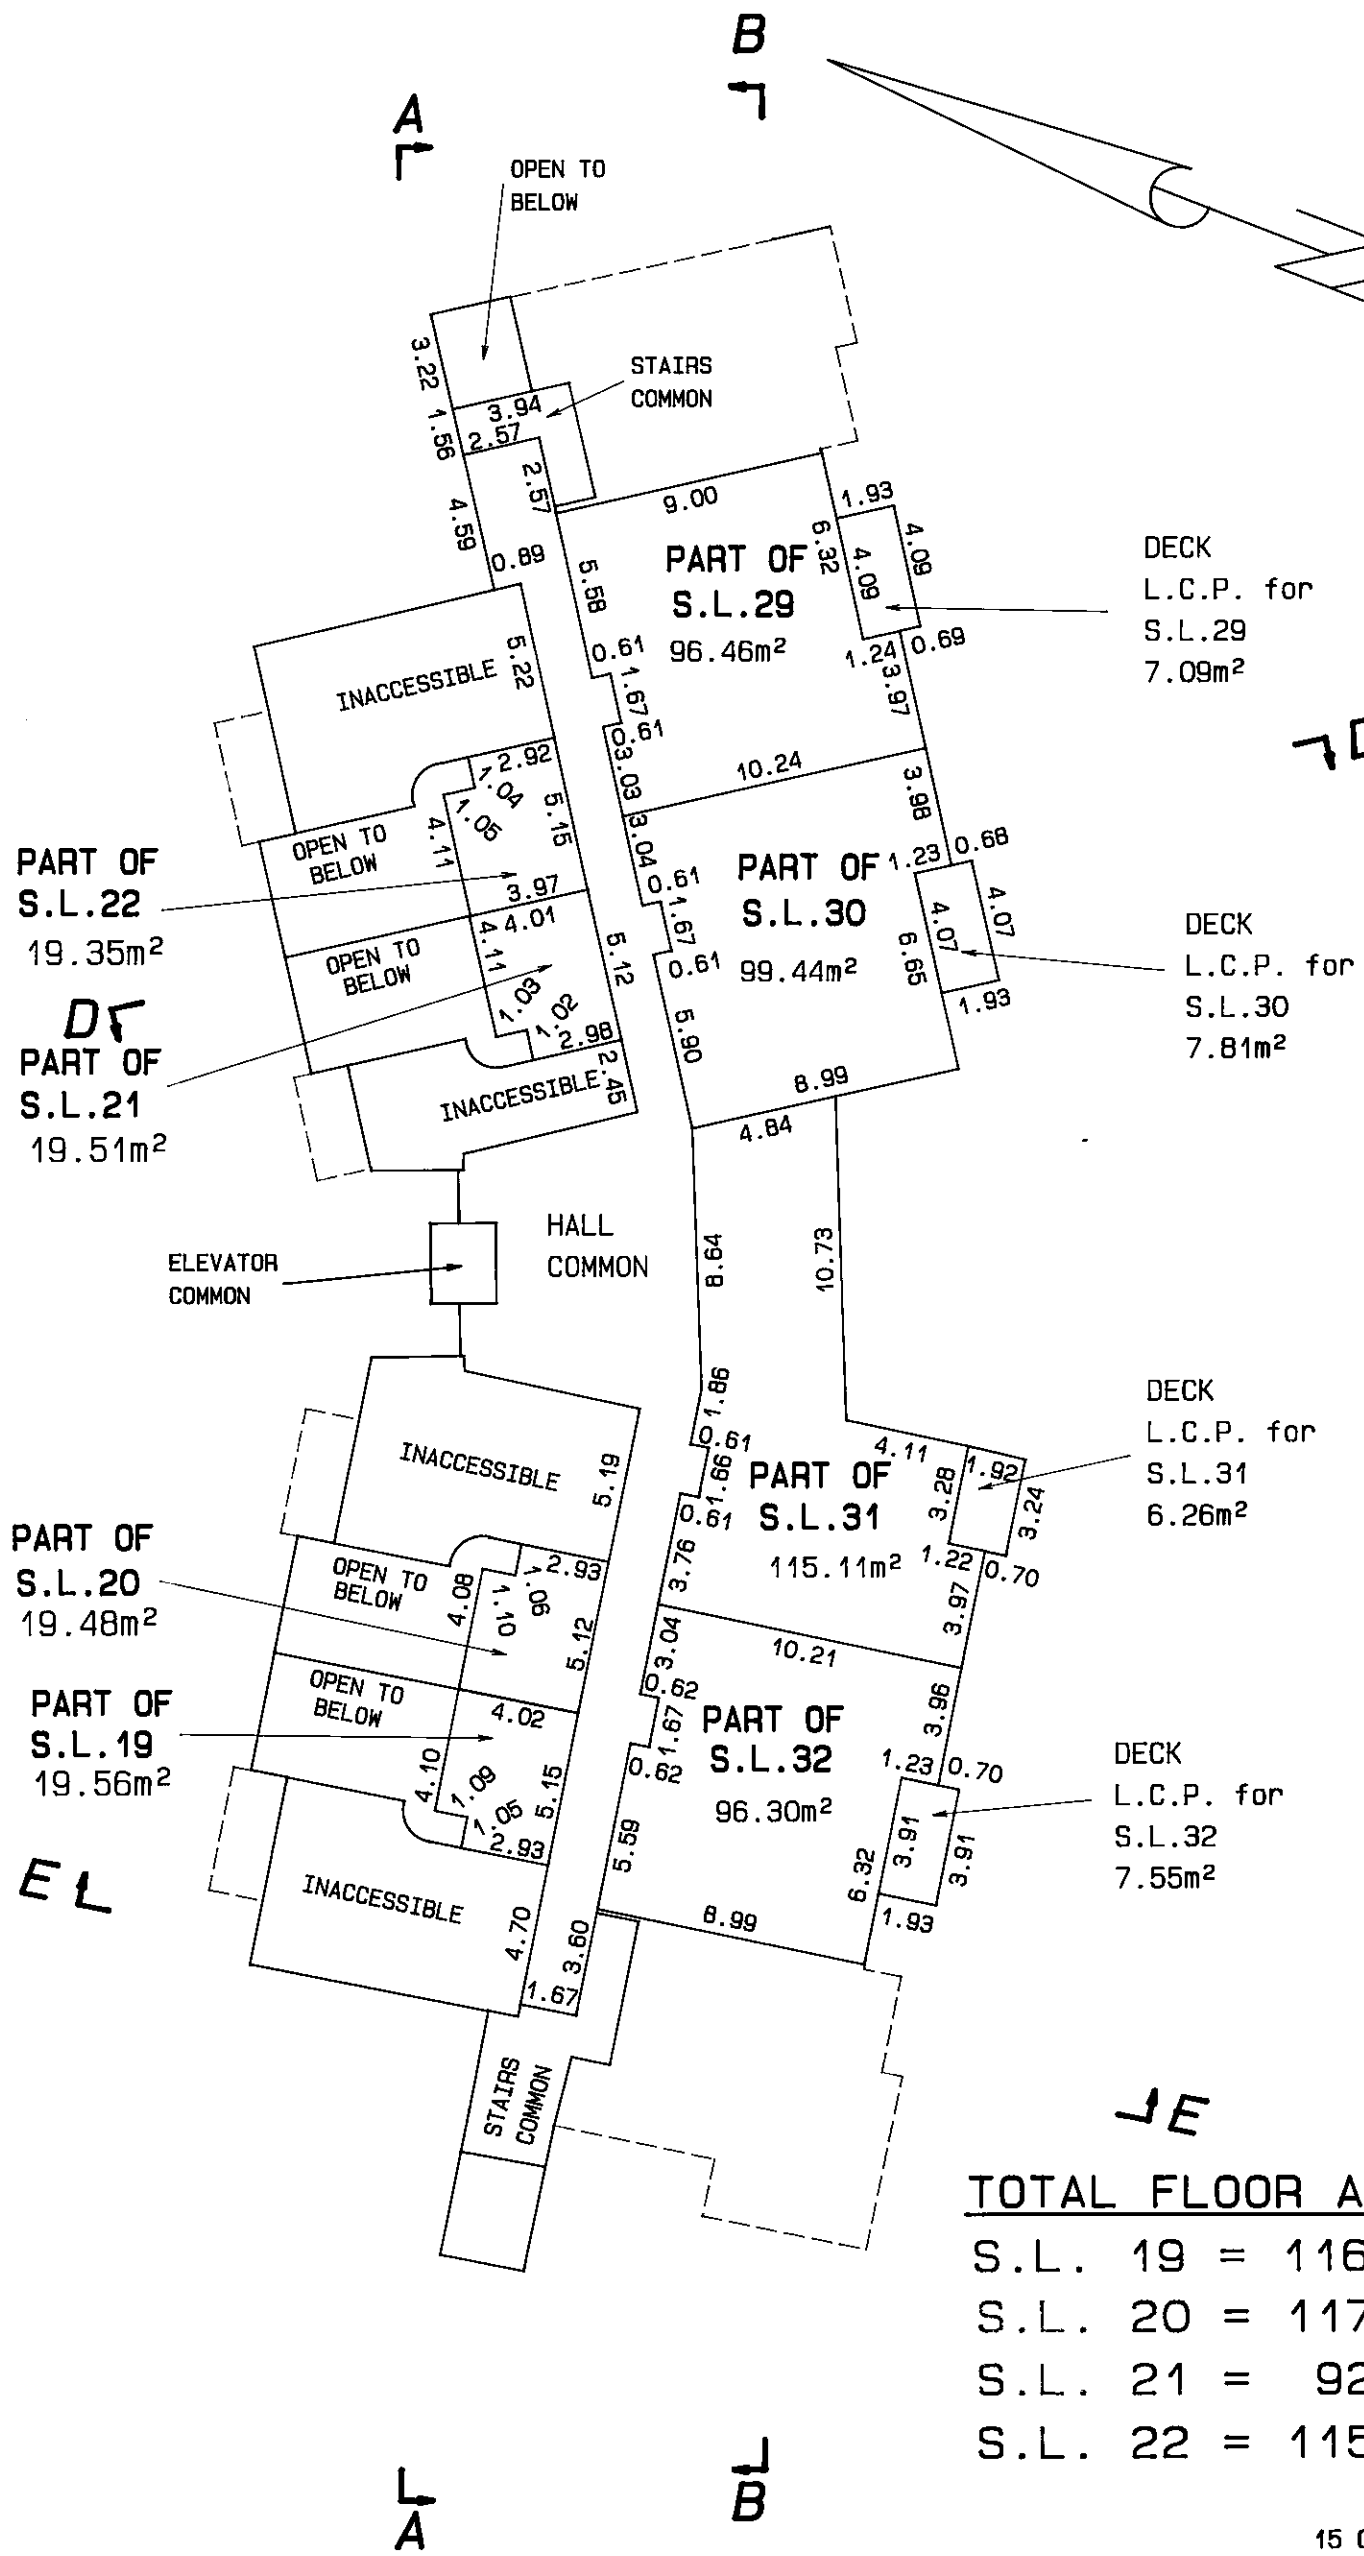 B
A
OPEN TO
BELOW
3.22
STAIRS
COMMON
3.94
1.56
2.57
2.57
4.59
9.00
1.93
0.89
6.32
4.09
4.09
PART OF
S.L.29
96.46m²
5.58
DECK
L.C.P. for
S.L.29
7.09m²
0.61
1.24
0.69
INACCESSIBLE
5.22
1.67
3.97
0.61
D
2.92
3.03
10.24
3.98
1.04
1.05
5.15
4.11
OPEN TO
BELOW
PART OF
S.L.22
19.35m²
3.04
PART OF
S.L.30
99.44m²
1.23
0.68
0.61
3.97
4.01
1.67
4.07
4.07
DECK
L.C.P. for
S.L.30
7.81m²
OPEN TO
BELOW
4.11
5.12
0.61
6.65
1.93
D
1.03
1.02
2.98
5.90
PART OF
S.L.21
19.51m²
INACCESSIBLE
2.45
8.99
4.84
HALL
COMMON
ELEVATOR
COMMON
8.64
10.73
1.86
0.61
4.11
1.92
DECK
L.C.P. for
S.L.31
6.26m²
INACCESSIBLE
5.19
1.66
PART OF
S.L.31
115.11m²
3.28
3.24
0.61
3.76
1.22
0.70
PART OF
S.L.20
19.48m²
OPEN TO
BELOW
4.08
1.10
1.06
2.93
5.12
3.97
3.04
10.21
PART OF
S.L.19
19.56m²
OPEN TO
BELOW
4.02
0.62
1.67
PART OF
S.L.32
96.30m²
3.96
0.62
1.23
0.70
DECK
L.C.P. for
S.L.32
7.55m²
4.10
1.09
1.05
2.93
5.15
5.59
3.91
3.91
6.32
1.93
E
INACCESSIBLE
4.70
3.60
8.99
1.67
STAIRS
COMMON
E
TOTAL FLOOR A
S.L. 19 = 116
S.L. 20 = 117
S.L. 21 = 92
S.L. 22 = 115
A
B
15